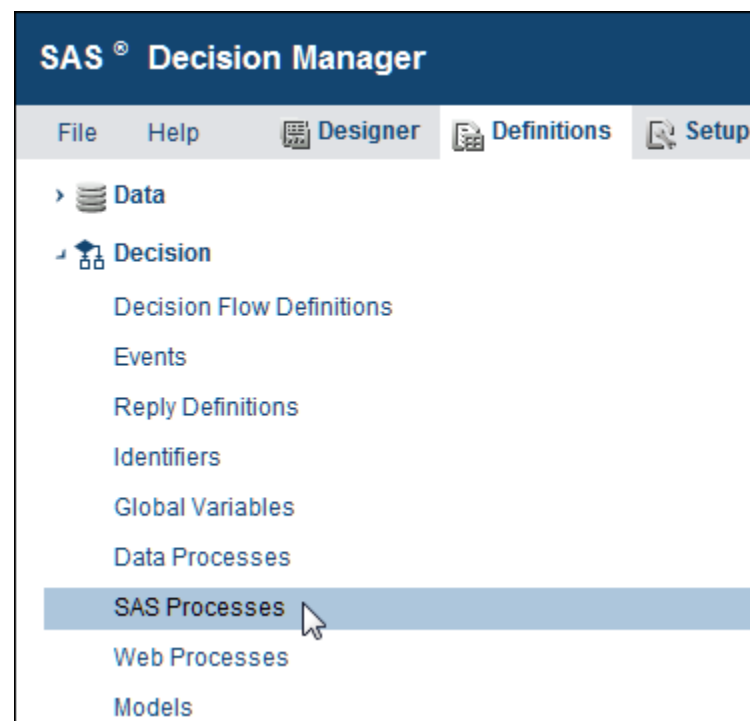 SAS ® Decision Manager
File Help Designer Definitions Setup
Data
Decision
Decision Flow Definitions
Events
Reply Definitions
Identifiers
Global Variables
Data Processes
SAS Processes
Web Processes
Models